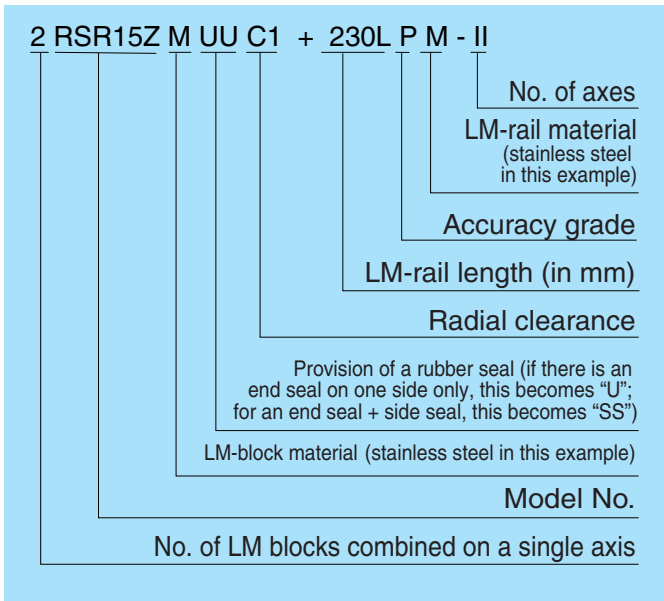 2 RSR15Z M UU C1 + 230L P M - II
No. of axes
LM-rail material
(stainless steel
in this example)
Accuracy grade
LM-rail length (in mm)
Radial clearance
Provision of a rubber seal (if there is an
end seal on one side only, this becomes “U”;
for an end seal + side seal, this becomes “SS”)
LM-block material (stainless steel in this example)
Model No.
No. of LM blocks combined on a single axis